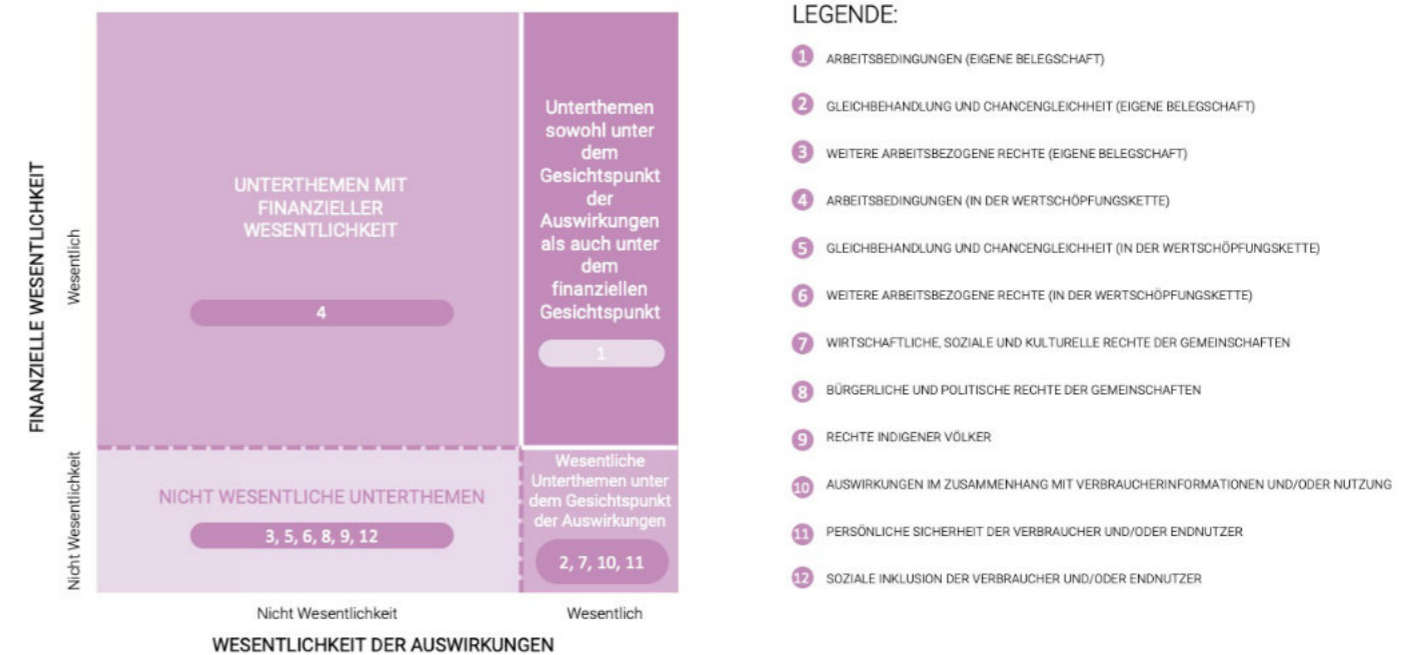 FINANZIELLE WESENTLICHKEIT
Wesentlich
Nicht Wesentlichkeit
UNTERTHEMEN MIT
FINANZIELLER
WESENTLICHKEIT
4
Unterthemen
sowohl unter
dem
Gesichtspunkt
der
Auswirkungen
als auch unter
dem
finanziellen
Gesichtspunkt
1
NICHT WESENTLICHE UNTERTHEMEN
3, 5, 6, 8, 9, 12
Wesentliche
Unterthemen unter
dem Gesichtspunkt
der Auswirkungen
2, 7, 10, 11
Nicht Wesentlichkeit
Wesentlich
WESENTLICHKEIT DER AUSWIRKUNGEN
LEGENDE:
1 ARBEITSBEDINGUNGEN (EIGENE BELEGSCHAFT)
2 GLEICHBEHANDLUNG UND CHANCENGLEICHHEIT (EIGENE BELEGSCHAFT)
3 WEITERE ARBEITSBEZOGENE RECHTE (EIGENE BELEGSCHAFT)
4 ARBEITSBEDINGUNGEN (IN DER WERTSCHÖPFUNGSKETTE)
5 GLEICHBEHANDLUNG UND CHANCENGLEICHHEIT (IN DER WERTSCHÖPFUNGSKETTE)
6 WEITERE ARBEITSBEZOGENE RECHTE (IN DER WERTSCHÖPFUNGSKETTE)
7 WIRTSCHAFTLICHE, SOZIALE UND KULTURELLE RECHTE DER GEMEINSCHAFTEN
8 BÜRGERLICHE UND POLITISCHE RECHTE DER GEMEINSCHAFTEN
9 RECHTE INDIGENER VÖLKER
10 AUSWIRKUNGEN IM ZUSAMMENHANG MIT VERBRAUCHERINFORMATIONEN UND/ODER NUTZUNG
11 PERSÖNLICHE SICHERHEIT DER VERBRAUCHER UND/ODER ENDNUTZER
12 SOZIALE INKLUSION DER VERBRAUCHER UND/ODER ENDNUTZER